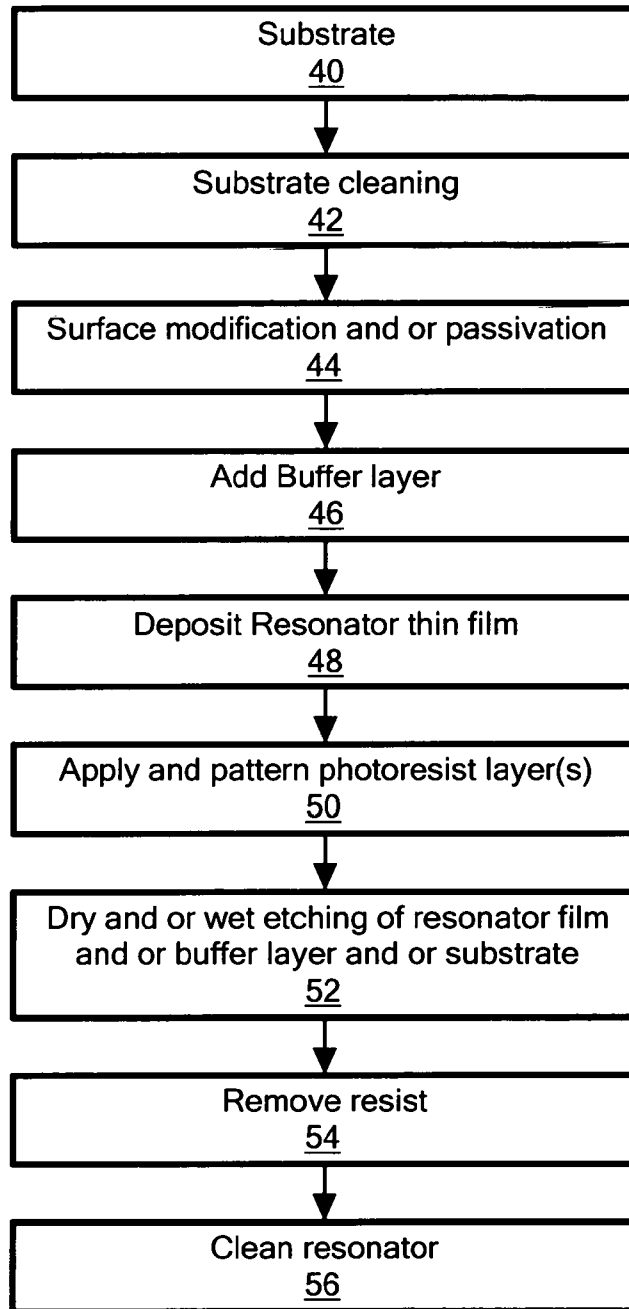 Substrate
40
Substrate cleaning
42
Surface modification and or passivation
44
Add Buffer layer
46
Deposit Resonator thin film
48
Apply and pattern photoresist layer(s)
50
Dry and or wet etching of resonator film
and or buffer layer and or substrate
52
Remove resist
54
Clean resonator
56